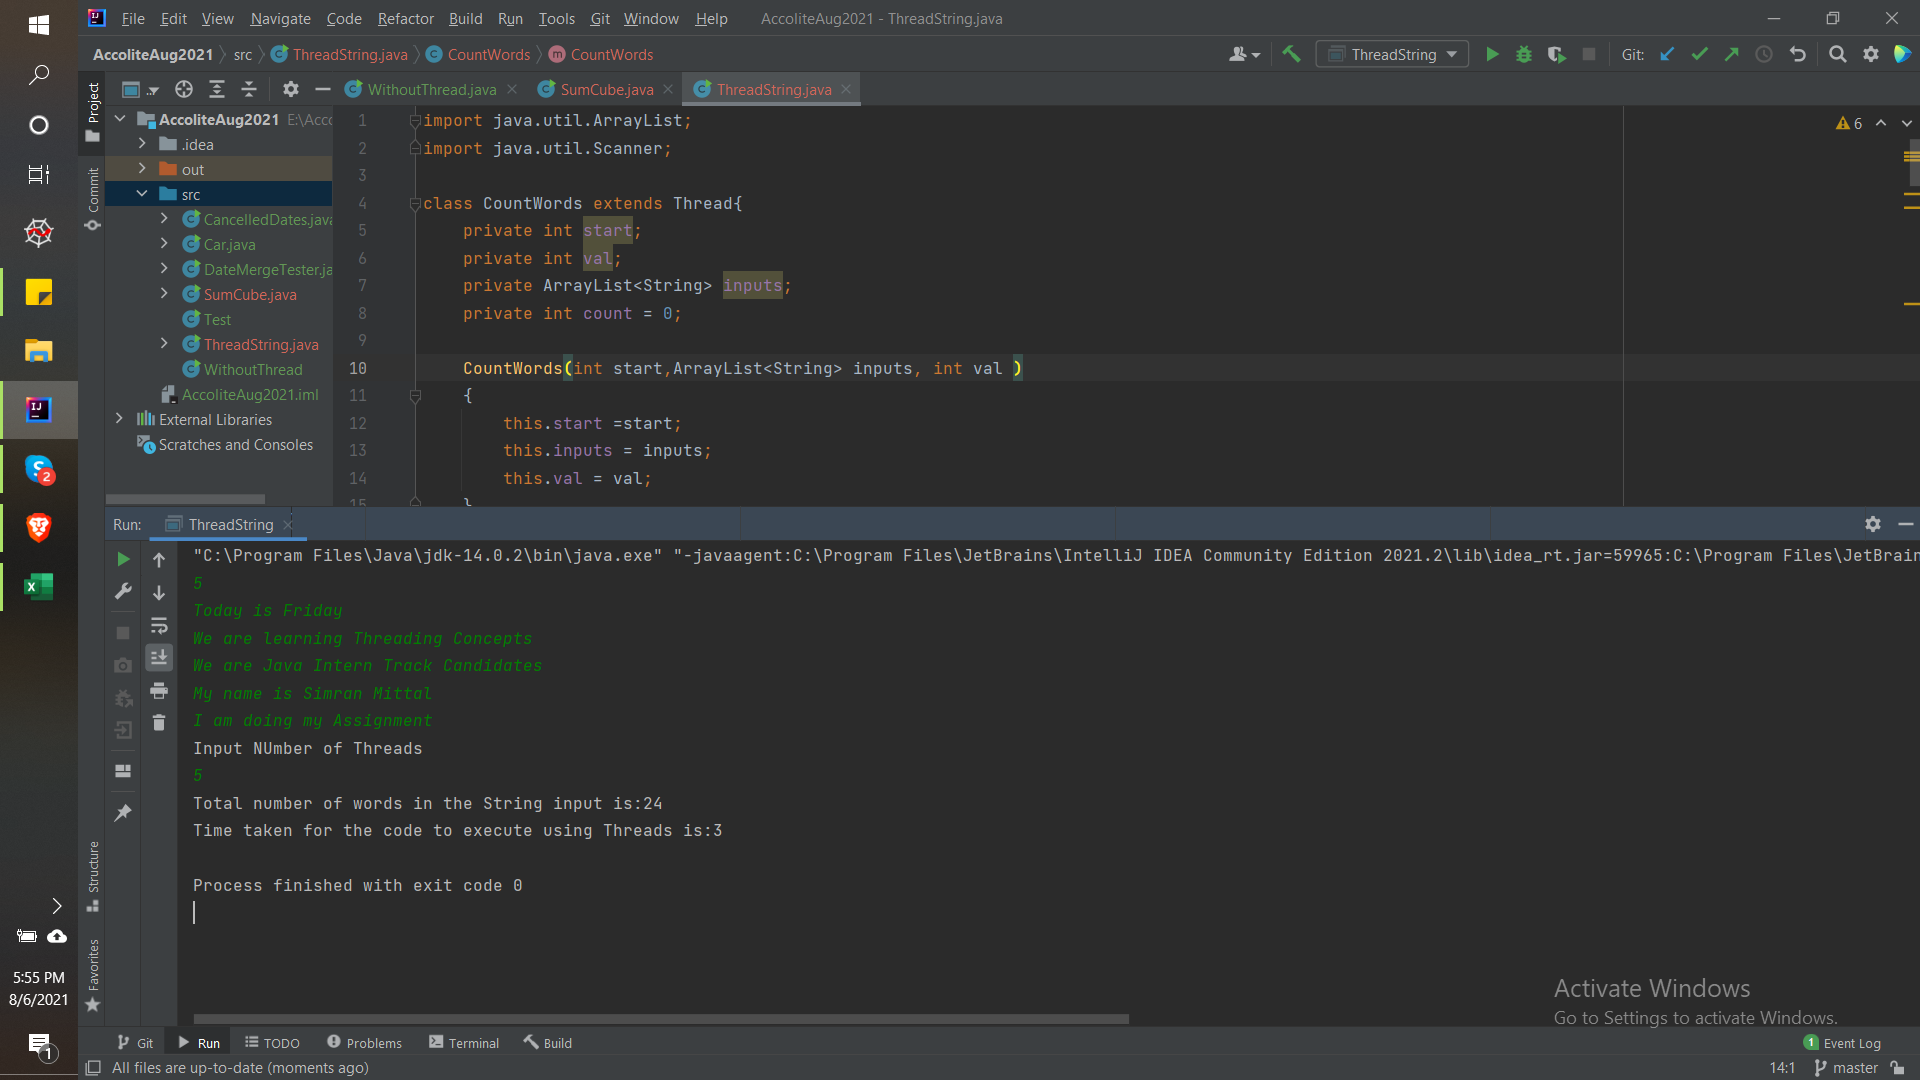 File Edit View Navigate Code Refactor Build Run Tools Git Window Help AccoliteAug2021 - ThreadString.java
AccoliteAug2021 src ThreadString.java CountWords m CountWords ThreadString Git:
Project
WithoutThread.java SumCube.java ThreadString.java
AccoliteAug2021 E:\Acco
.idea
out
src
CancelledDates.java
Car.java
DateMergeTester.ja
SumCube.java
Test
ThreadString.java
WithoutThread
AccoliteAug2021.iml
External Libraries
Scratches and Consoles
Commit
6
1 import java.util.ArrayList;
2 import java.util.Scanner;
3
4 class CountWords extends Thread{
5 private int start;
6 private int val;
7 private ArrayList<String> inputs;
8 private int count = 0;
9
10 CountWords(int start,ArrayList<String> inputs, int val )
11 {
12 this.start =start;
13 this.inputs = inputs;
14 this.val = val;
15 }
Run: ThreadString
"C:\Program Files\Java\jdk-14.0.2\bin\java.exe" "-javaagent:C:\Program Files\JetBrains\IntelliJ IDEA Community Edition 2021.2\lib\idea_rt.jar=59965:C:\Program Files\JetBrain
5
Today is Friday
We are learning Threading Concepts
We are Java Intern Track Candidates
My name is Simran Mittal
I am doing my Assignment
Input NUmber of Threads
5
Total number of words in the String input is:24
Time taken for the code to execute using Threads is:3
Process finished with exit code 0
Structure
Favorites
Activate Windows
Go to Settings to activate Windows.
Git Run TODO Problems Terminal Build 1 Event Log
All files are up-to-date (moments ago) 14:1 master
IJ
S 2
X
5:55 PM
8/6/2021
1